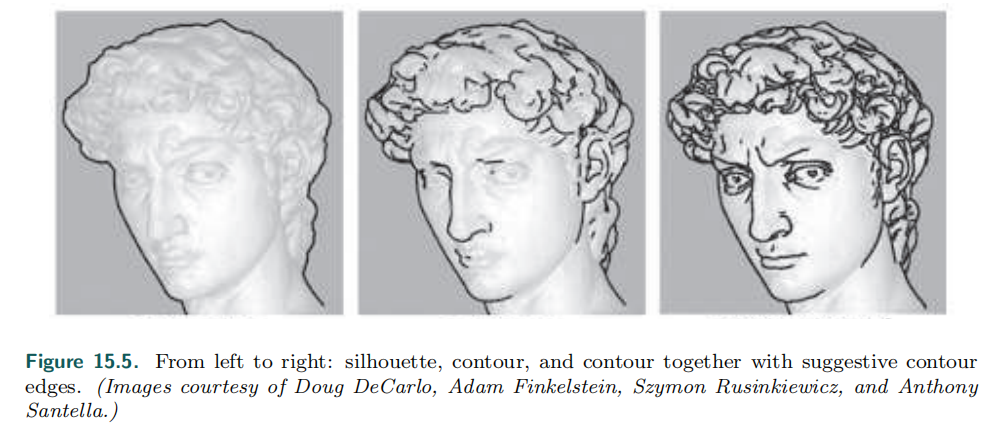 Figure 15.5. From left to right: silhouette, contour, and contour together with suggestive contour
edges. (Images courtesy of Doug DeCarlo, Adam Finkelstein, Szymon Rusinkiewicz, and Anthony
Santella.)